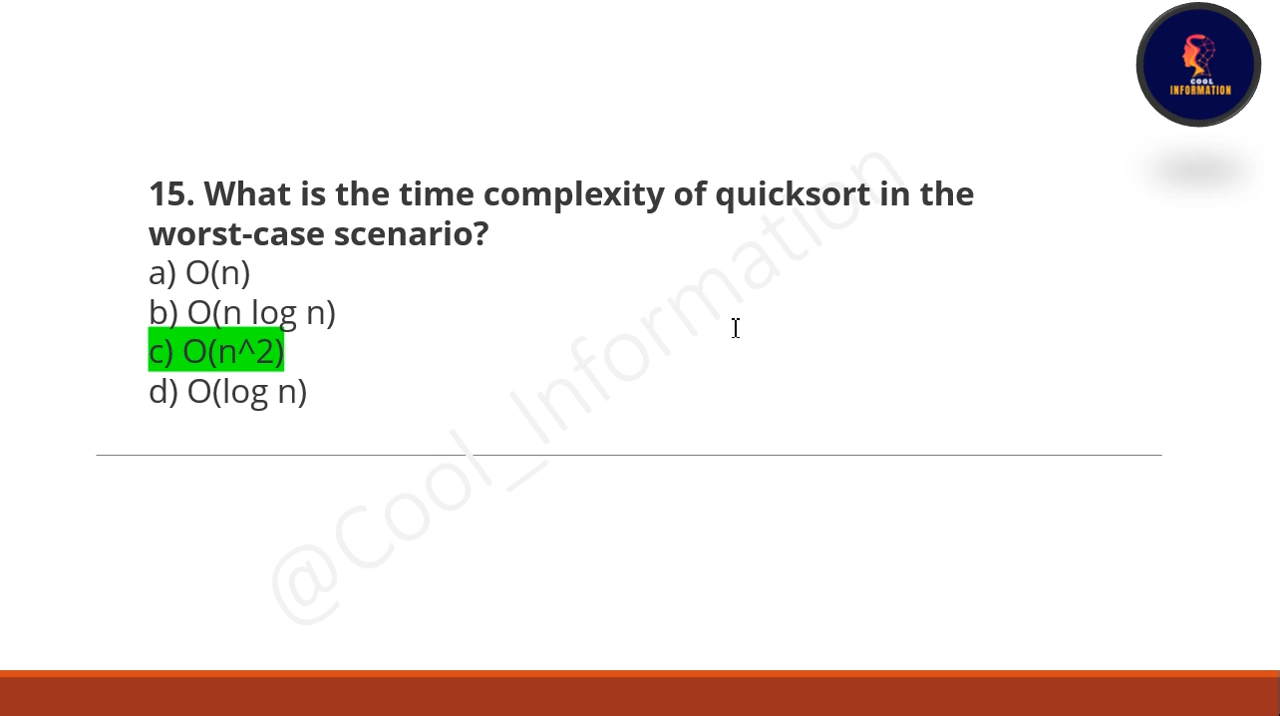 COOL
INFORMATION
15. What is the time complexity of quicksort in the
worst-case scenario?
a) O(n)
b) O(n log n)
c) O(n^2)
d) O(log n)
@Cool_Information